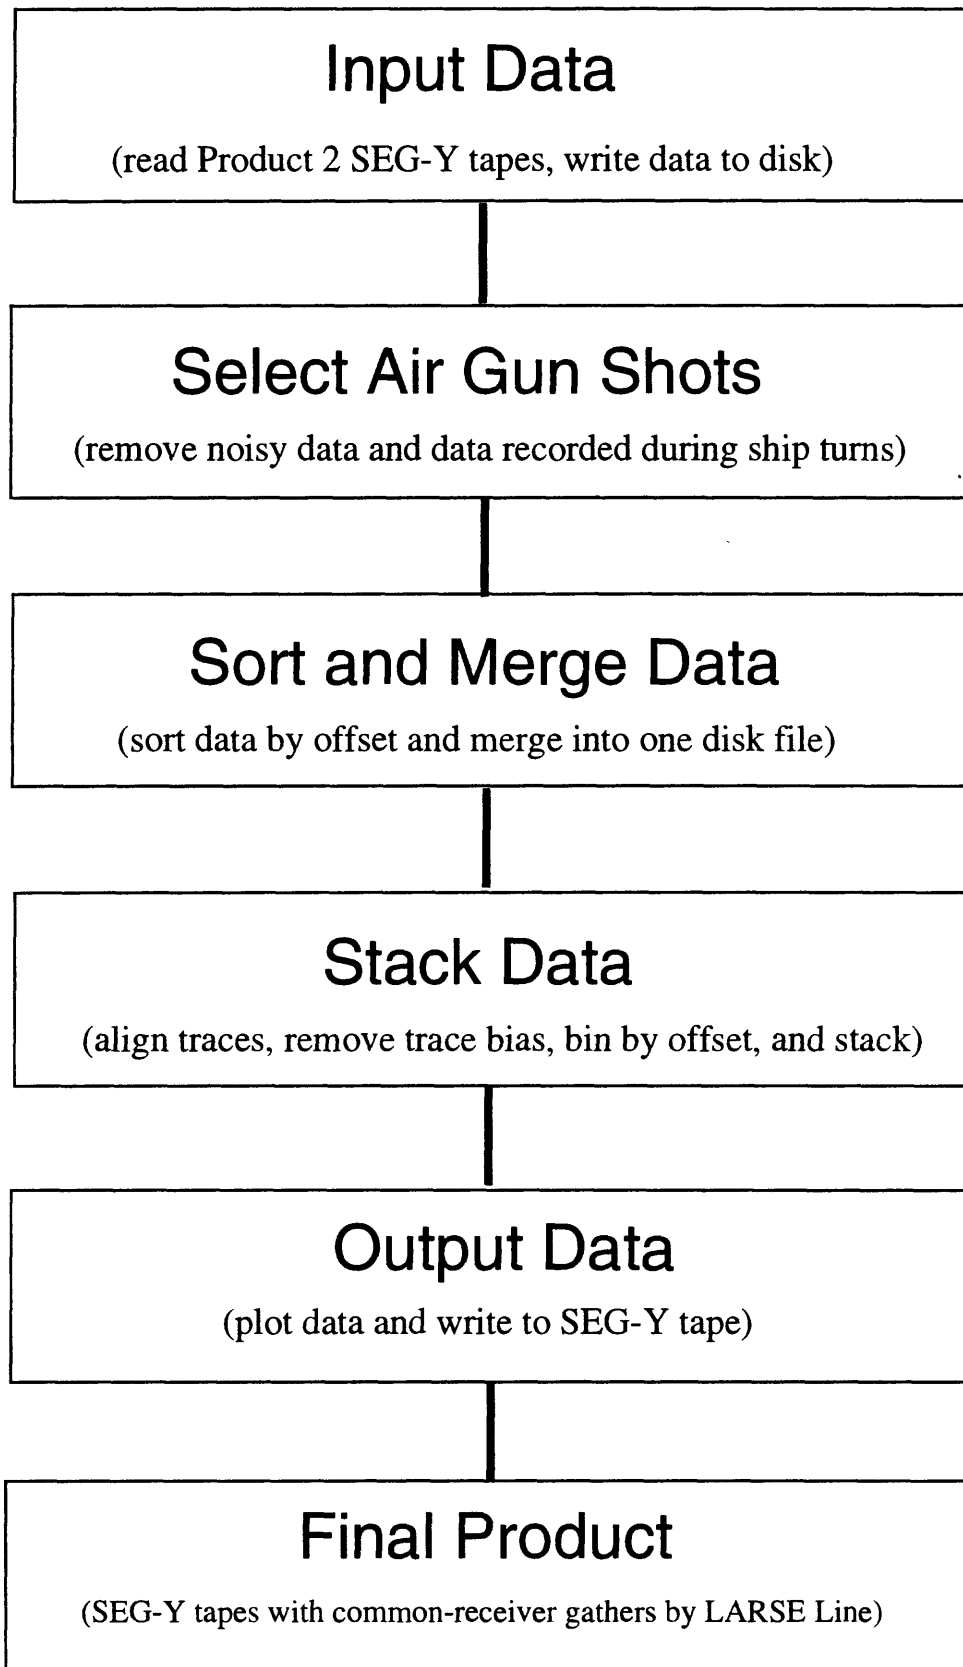 Input Data
(read Product 2 SEG-Y tapes, write data to disk)
Select Air Gun Shots
(remove noisy data and data recorded during ship turns)
Sort and Merge Data
(sort data by offset and merge into one disk file)
Stack Data
(align traces, remove trace bias, bin by offset, and stack)
Output Data
(plot data and write to SEG-Y tape)
Final Product
(SEG-Y tapes with common-receiver gathers by LARSE Line)